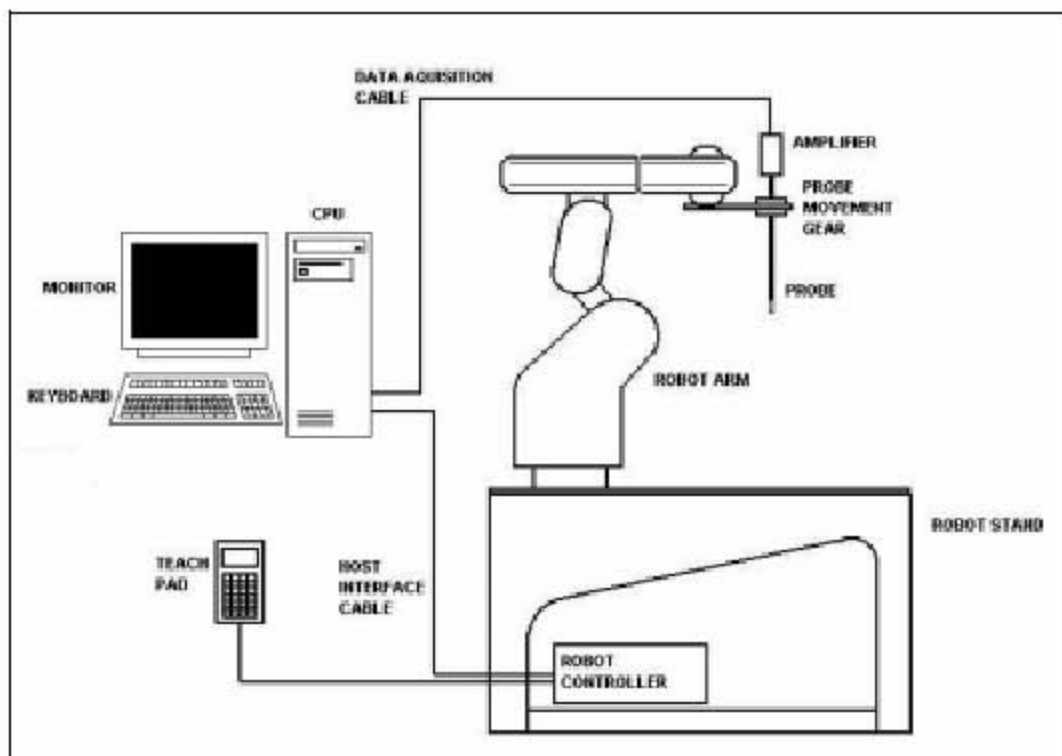 DATA AQUISITION
CABLE
AMPLIFIER
PROBE
MOVEMENT
GEAR
CPU
MONITOR
PROBE
KEYBOARD
ROBOT ARM
ROBOT STAND
TEACH
PAD
HOST
INTERFACE
CABLE
ROBOT
CONTROLLER